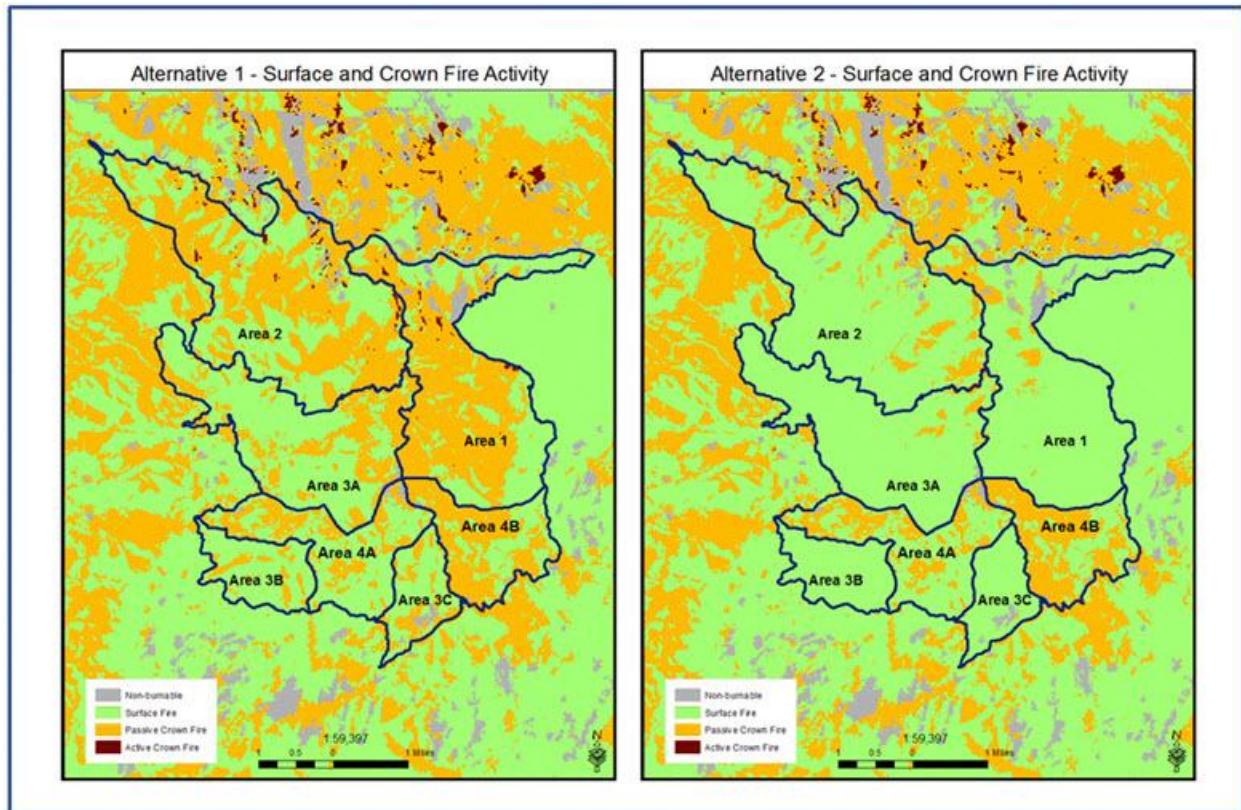 Alternative 1 - Surface and Crown Fire Activity
Area 2
Area 1
Area 3A
Area 4B
Area 4A
Area 3B
Area 3C
Non-burnable
Surface Fire
Passive Crown Fire
Active Crown Fire
1:59,397
1 0.5 0 1 Miles
N
Alternative 2 - Surface and Crown Fire Activity
Area 2
Area 1
Area 3A
Area 4B
Area 4A
Area 3B
Area 3C
Non-burnable
Surface Fire
Passive Crown Fire
Active Crown Fire
1:59,397
1 0.5 0 1 Miles
N